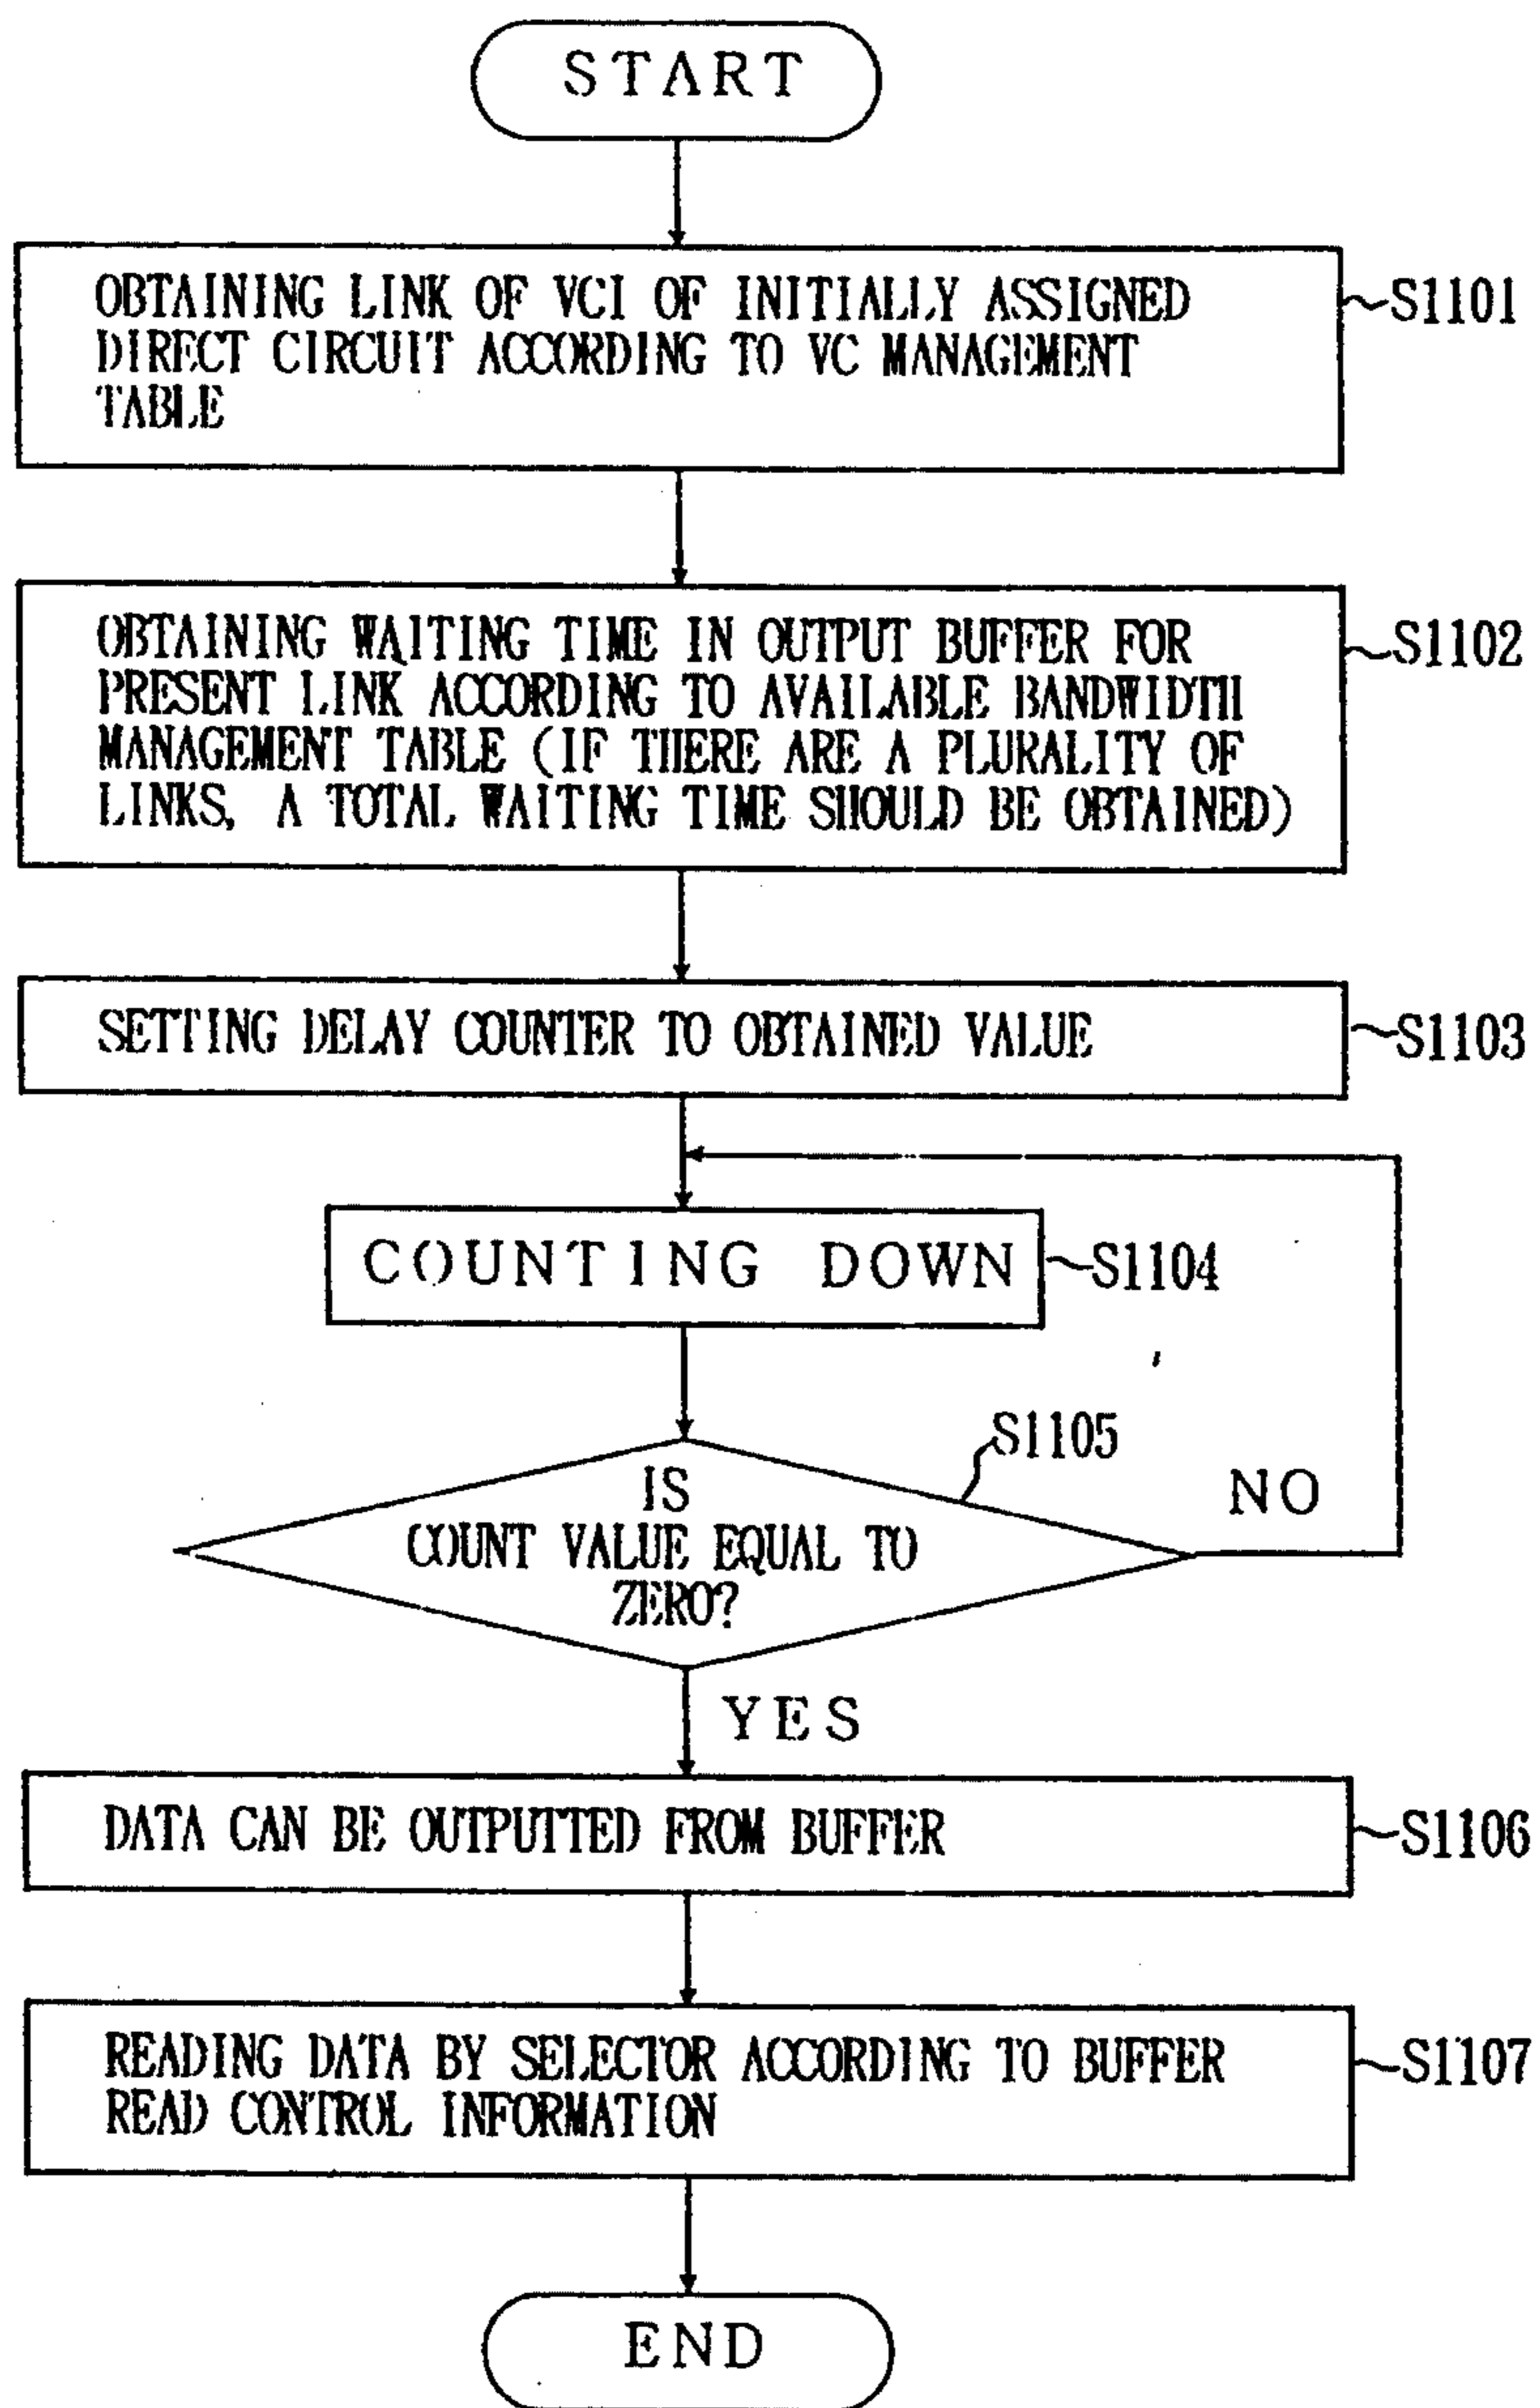 START
OBTAINING LINK OF VCI OF INITIALLY ASSIGNED
DIRECT CIRCUIT ACCORDING TO VC MANAGEMENT
TABLE
S1101
OBTAINING WAITING TIME IN OUTPUT BUFFER FOR
PRESENT LINK ACCORDING TO AVAILABLE BANDWIDTH
MANAGEMENT TABLE (IF THERE ARE A PLURALITY OF
LINKS, A TOTAL WAITING TIME SHOULD BE OBTAINED)
S1102
SETTING DELAY COUNTER TO OBTAINED VALUE
S1103
COUNTING DOWN
S1104
IS
COUNT VALUE EQUAL TO
ZERO?
S1105
NO
YES
DATA CAN BE OUTPUTTED FROM BUFFER
S1106
READING DATA BY SELECTOR ACCORDING TO BUFFER
READ CONTROL INFORMATION
S1107
END